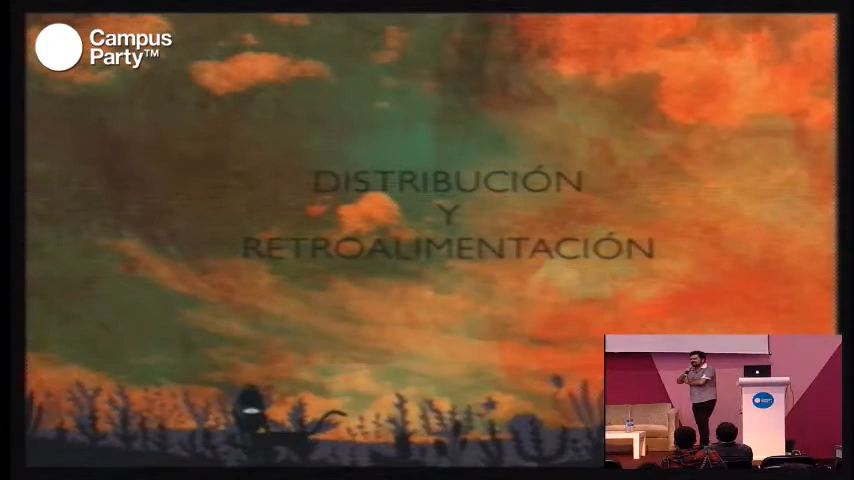 Campus
Party™
DISTRIBUCIÓN
Y
RETROALIMENTACIÓN